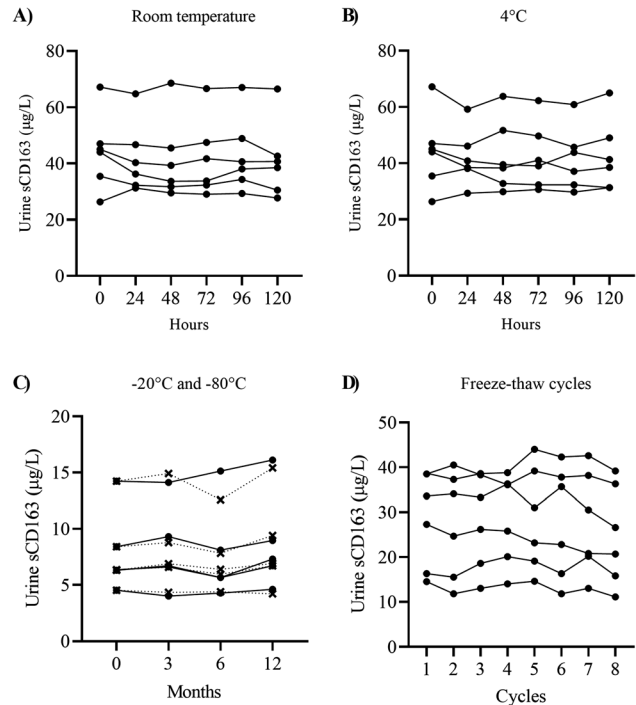 A) Room temperature
80
60
40
20
0
Urine sCD163 (µg/L)
0 24 48 72 96 120
Hours
B) 4°C
80
60
40
20
0
Urine sCD163 (µg/L)
0 24 48 72 96 120
Hours
C) -20°C and -80°C
20
15
10
5
0
Urine sCD163 (µg/L)
0 3 6 12
Months
D) Freeze-thaw cycles
50
40
30
20
10
0
Urine sCD163 (µg/L)
1 2 3 4 5 6 7 8
Cycles